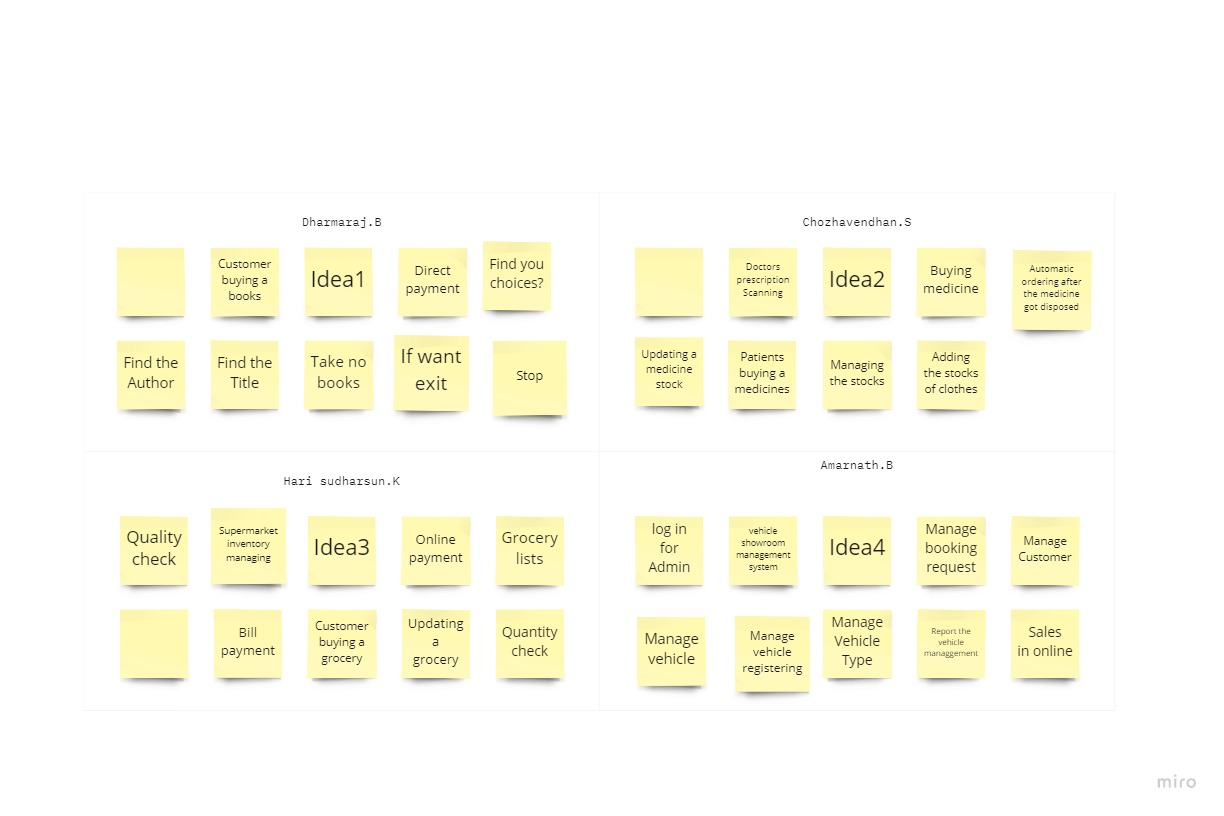 Dharmaraj.B
Customer
buying a
books
Idea1
Direct
payment
Find you
choices?
Find the
Author
Find the
Title
Take no
books
If want
exit
Stop
Chozhavendhan.S
Doctors
prescription
Scanning
Idea2
Buying
medicine
Automatic
ordering after
the medicine
got disposed
Updating a
medicine
stock
Patients
buying a
medicines
Managing
the stocks
Adding
the stocks
of clothes
Hari sudharsun.K
Quality
check
Supermarket
inventory
managing
Idea3
Online
payment
Grocery
lists
Bill
payment
Customer
buying a
grocery
Updating
a
grocery
Quantity
check
Amarnath.B
log in
for
Admin
vehicle
showroom
management
system
Idea4
Manage
booking
request
Manage
Customer
Manage
vehicle
Manage
vehicle
registering
Manage
Vehicle
Type
Report the
vehicle
managgement
Sales
in online
miro